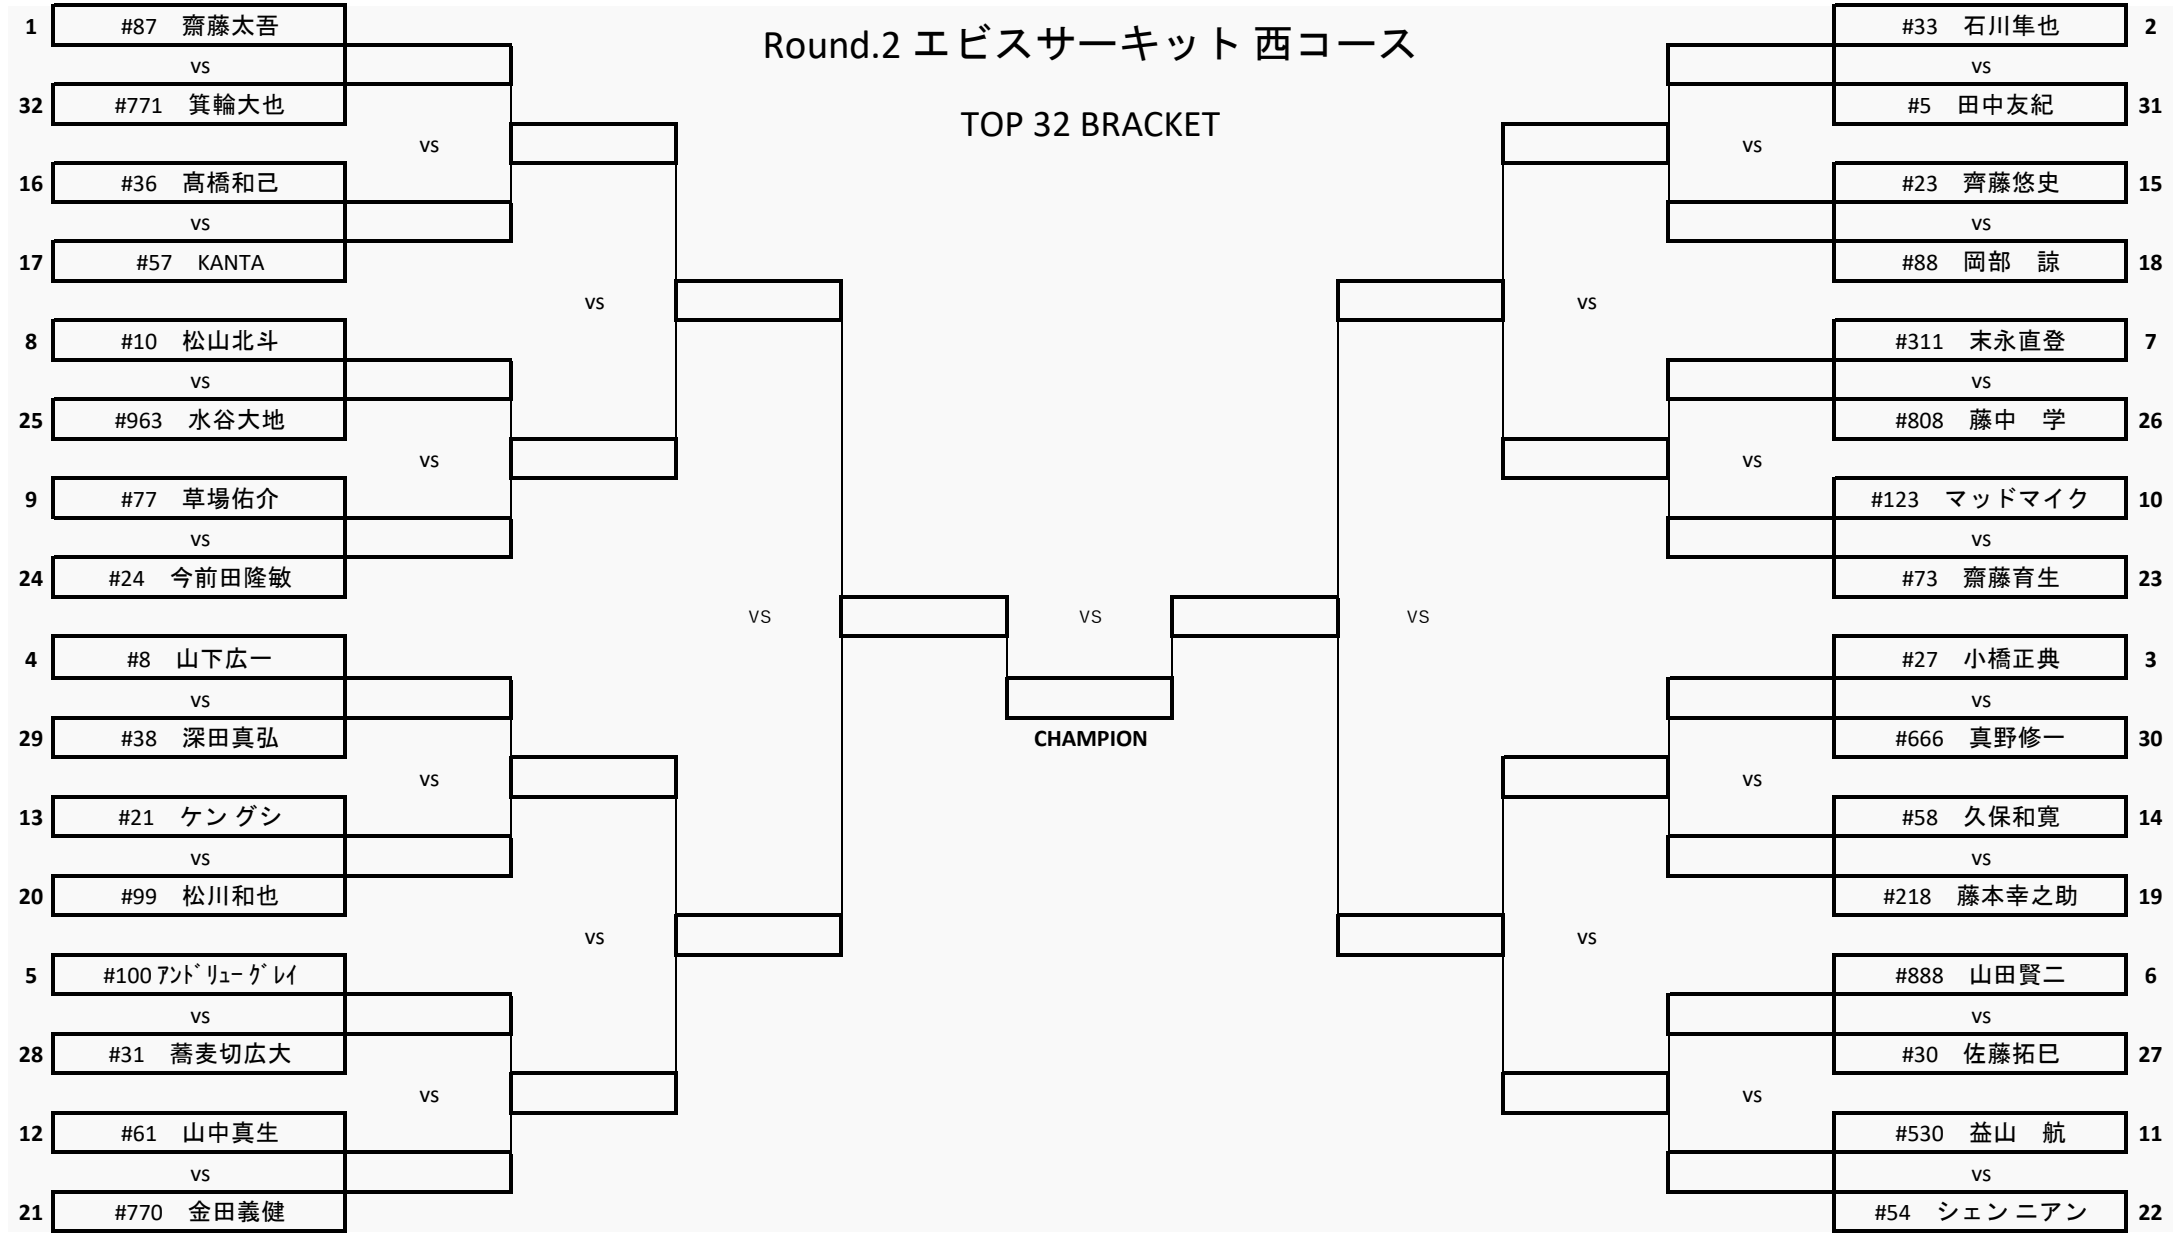 Round.2 エビスサーキット 西コース
TOP 32 BRACKET
1 #87 齋藤太吾
vs
32 #771 箕輪大也
vs
16 #36 髙橋和己
vs
17 #57 KANTA
vs
8 #10 松山北斗
vs
25 #963 水谷大地
vs
9 #77 草場佑介
vs
24 #24 今前田隆敏
vs
4 #8 山下広一
vs
29 #38 深田真弘
vs
13 #21 ケン グシ
vs
20 #99 松川和也
vs
5 #100 ｱﾝﾄﾞﾘｭｰ ｸﾞﾚｲ
vs
28 #31 蕎麦切広大
vs
12 #61 山中真生
vs
21 #770 金田義健
vs
CHAMPION
#33 石川隼也 2
vs
#5 田中友紀 31
vs
#23 齊藤悠史 15
vs
#88 岡部 諒 18
vs
#311 末永直登 7
vs
#808 藤中 学 26
vs
#123 マッドマイク 10
vs
#73 齋藤育生 23
vs
#27 小橋正典 3
vs
#666 真野修一 30
vs
#58 久保和寛 14
vs
#218 藤本幸之助 19
vs
#888 山田賢二 6
vs
#30 佐藤拓巳 27
vs
#530 益山 航 11
vs
#54 シェン ニアン 22